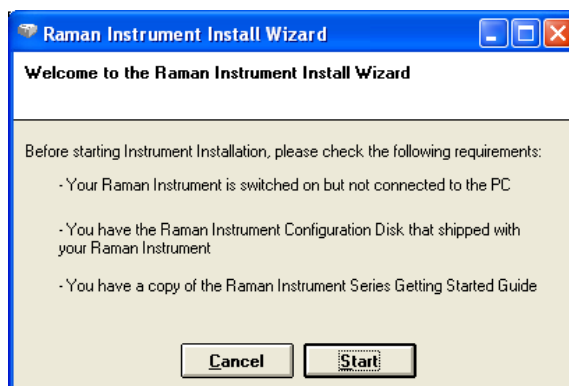 Raman Instrument Install Wizard
Welcome to the Raman Instrument Install Wizard
Before starting Instrument Installation, please check the following requirements:
- Your Raman Instrument is switched on but not connected to the PC
- You have the Raman Instrument Configuration Disk that shipped with
your Raman Instrument
- You have a copy of the Raman Instrument Series Getting Started Guide
Cancel
Start